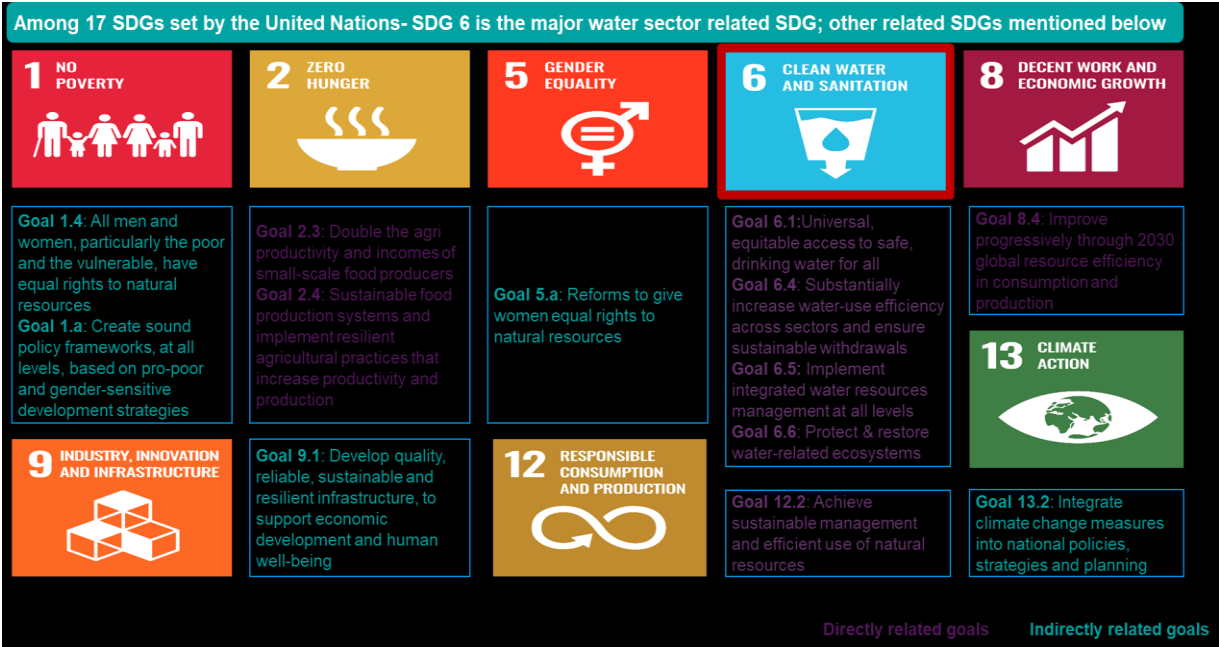 Among 17 SDGs set by the United Nations- SDG 6 is the major water sector related SDG; other related SDGs mentioned below
1 NO
POVERTY
2 ZERO
HUNGER
5 GENDER
EQUALITY
6 CLEAN WATER
AND SANITATION
8 DECENT WORK AND
ECONOMIC GROWTH
Goal 1.4: All men and
women, particularly the poor
and the vulnerable, have
equal rights to natural
resources
Goal 1.a: Create sound
policy frameworks, at all
levels, based on pro-poor
and gender-sensitive
development strategies
Goal 2.3: Double the agri
productivity and incomes of
small-scale food producers
Goal 2.4: Sustainable food
production systems and
implement resilient
agricultural practices that
increase productivity and
production
Goal 5.a: Reforms to give
women equal rights to
natural resources
Goal 6.1:Universal,
equitable access to safe,
drinking water for all
Goal 6.4: Substantially
increase water-use efficiency
across sectors and ensure
sustainable withdrawals
Goal 6.5: Implement
integrated water resources
management at all levels
Goal 6.6: Protect & restore
water-related ecosystems
Goal 8.4: Improve
progressively through 2030
global resource efficiency
in consumption and
production
13 CLIMATE
ACTION
9 INDUSTRY, INNOVATION
AND INFRASTRUCTURE
Goal 9.1: Develop quality,
reliable, sustainable and
resilient infrastructure, to
support economic
development and human
well-being
12 RESPONSIBLE
CONSUMPTION
AND PRODUCTION
Goal 12.2: Achieve
sustainable management
and efficient use of natural
resources
Goal 13.2: Integrate
climate change measures
into national policies,
strategies and planning
Directly related goals
Indirectly related goals